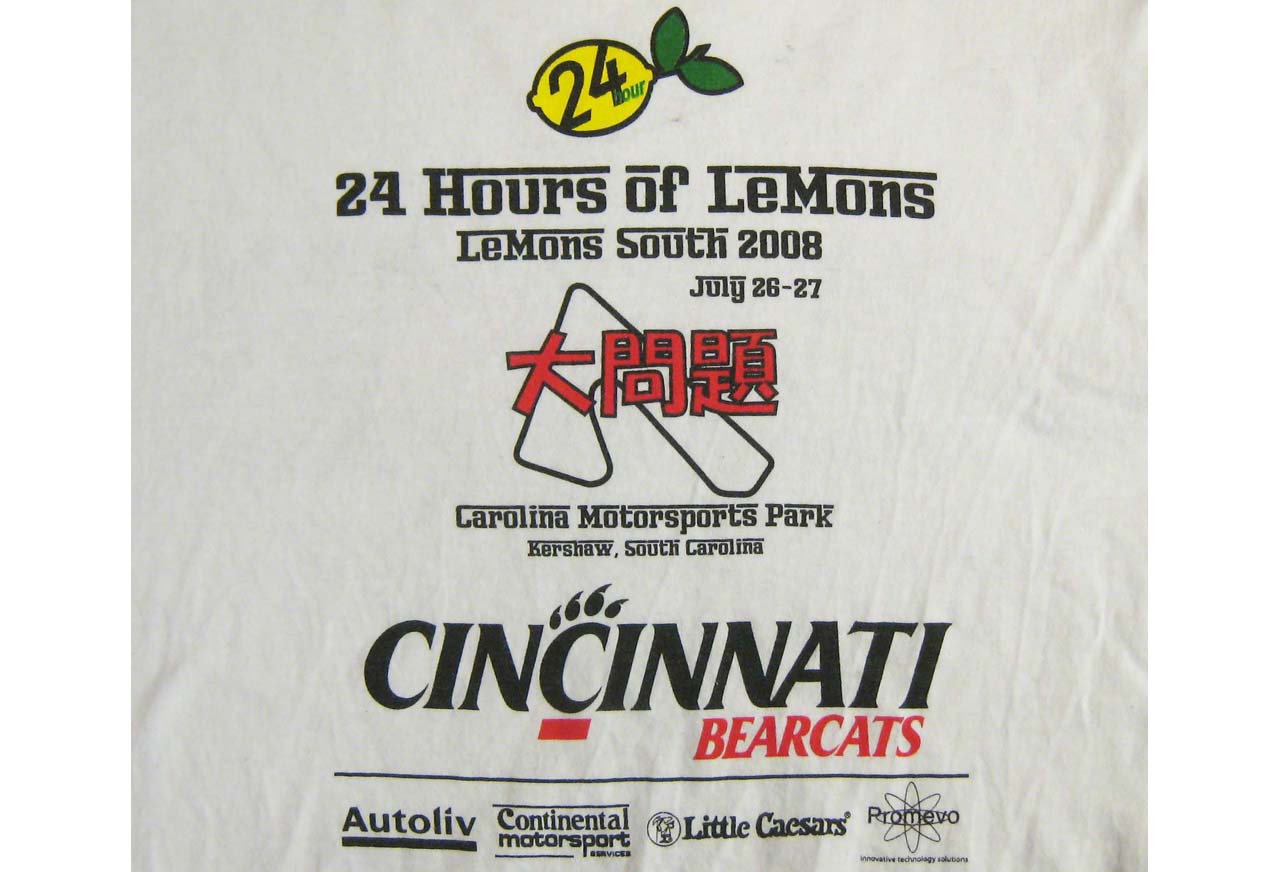 24 hour
24 Hours of LeMons
LeMons South 2008
July 26-27
大問題
Carolina Motorsports Park
Kershaw, South Carolina
CINCINNATI
BEARCATS
Autoliv
Continental
motorsport
SERVICES
Little Caesars®
Promevo
innovative technology solutions